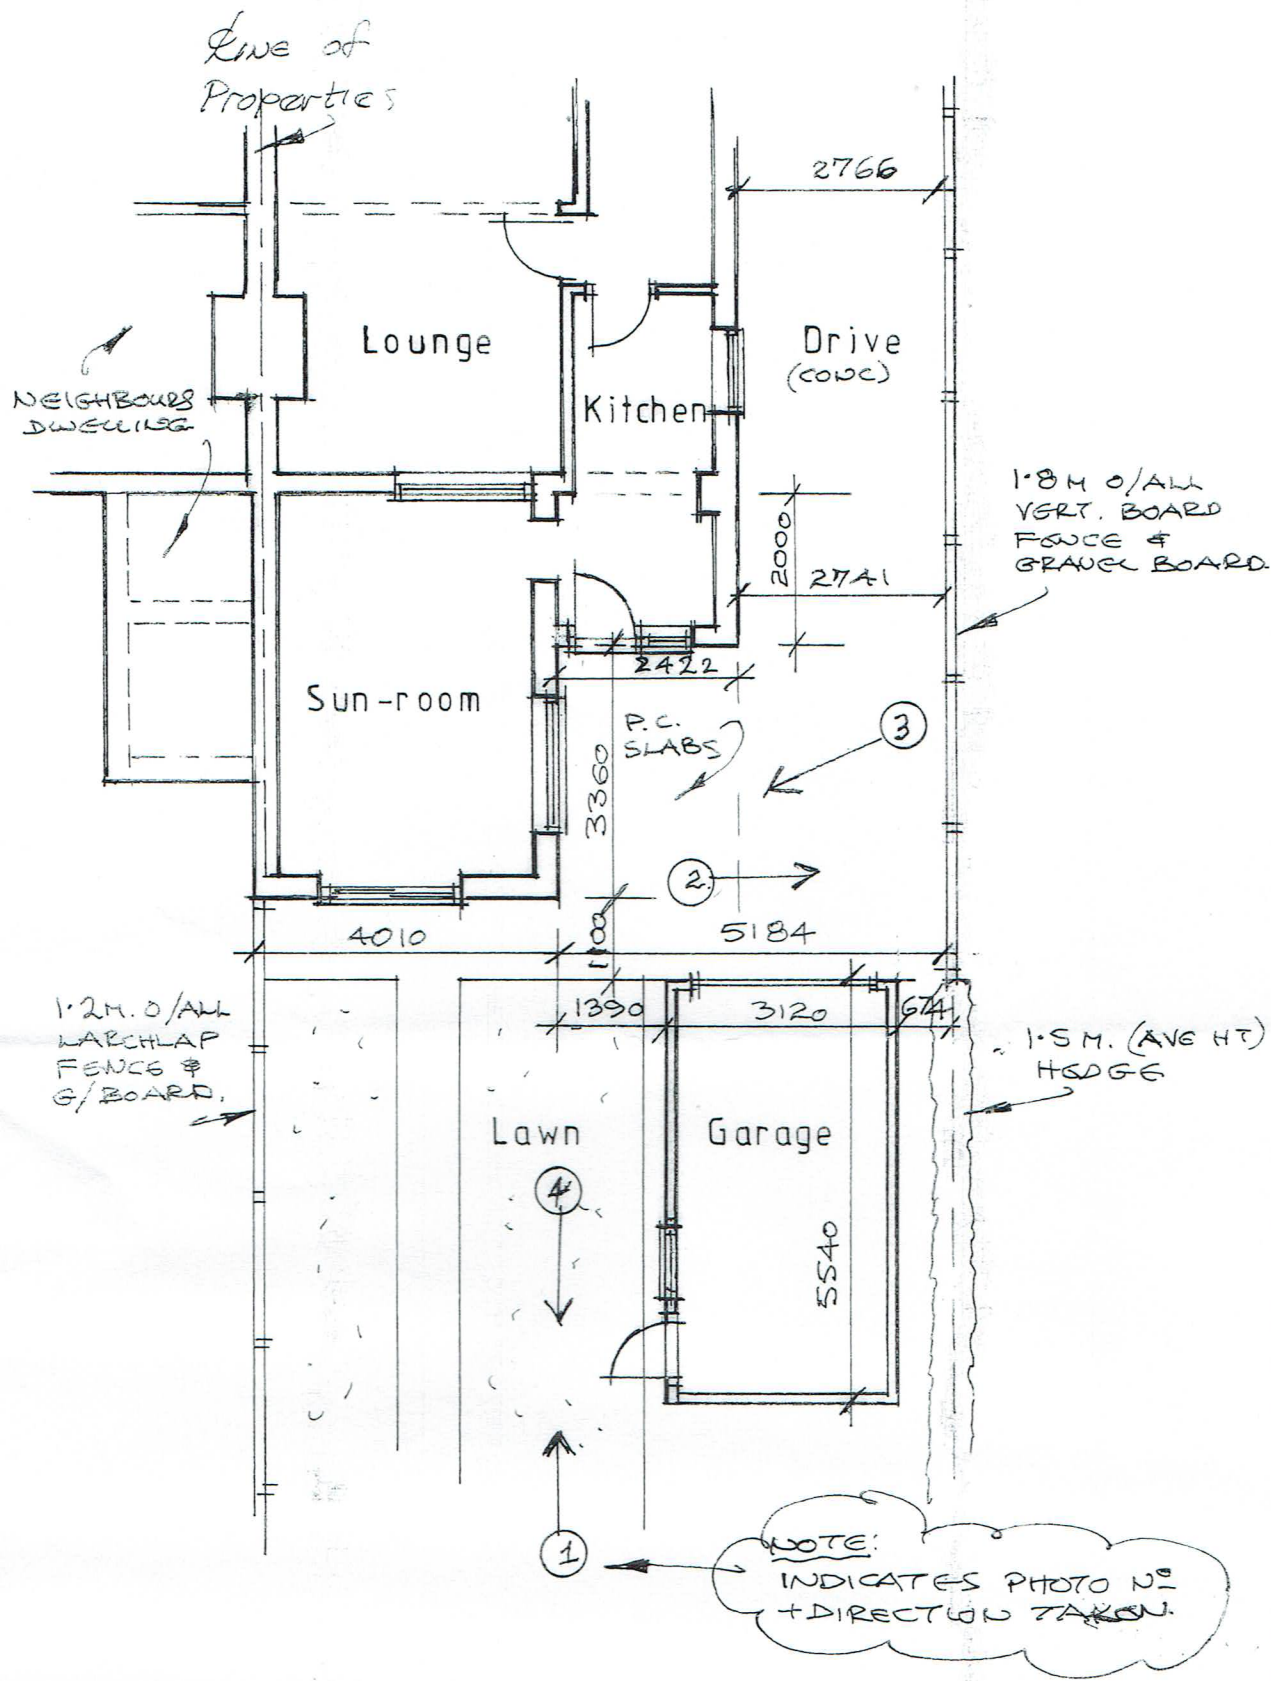 ℄ LINE of
Properties
2766
Lounge
Drive
(CONC)
Kitchen
NEIGHBOURS
DWELLING
1·8 M O/ALL
VERT. BOARD
FENCE &
GRAVEL BOARD.
2000
2741
2422
Sun-room
P.C.
SLABS
3
3360
2.
4010
1100
5184
1390
3120
674
1·2M. O/ALL
LARCHLAP
FENCE &
G/BOARD.
1·5 M. (AVE HT)
HEDGE
Lawn
Garage
4
5540
1
NOTE:
INDICATES PHOTO Nº
+DIRECTION TAKEN.